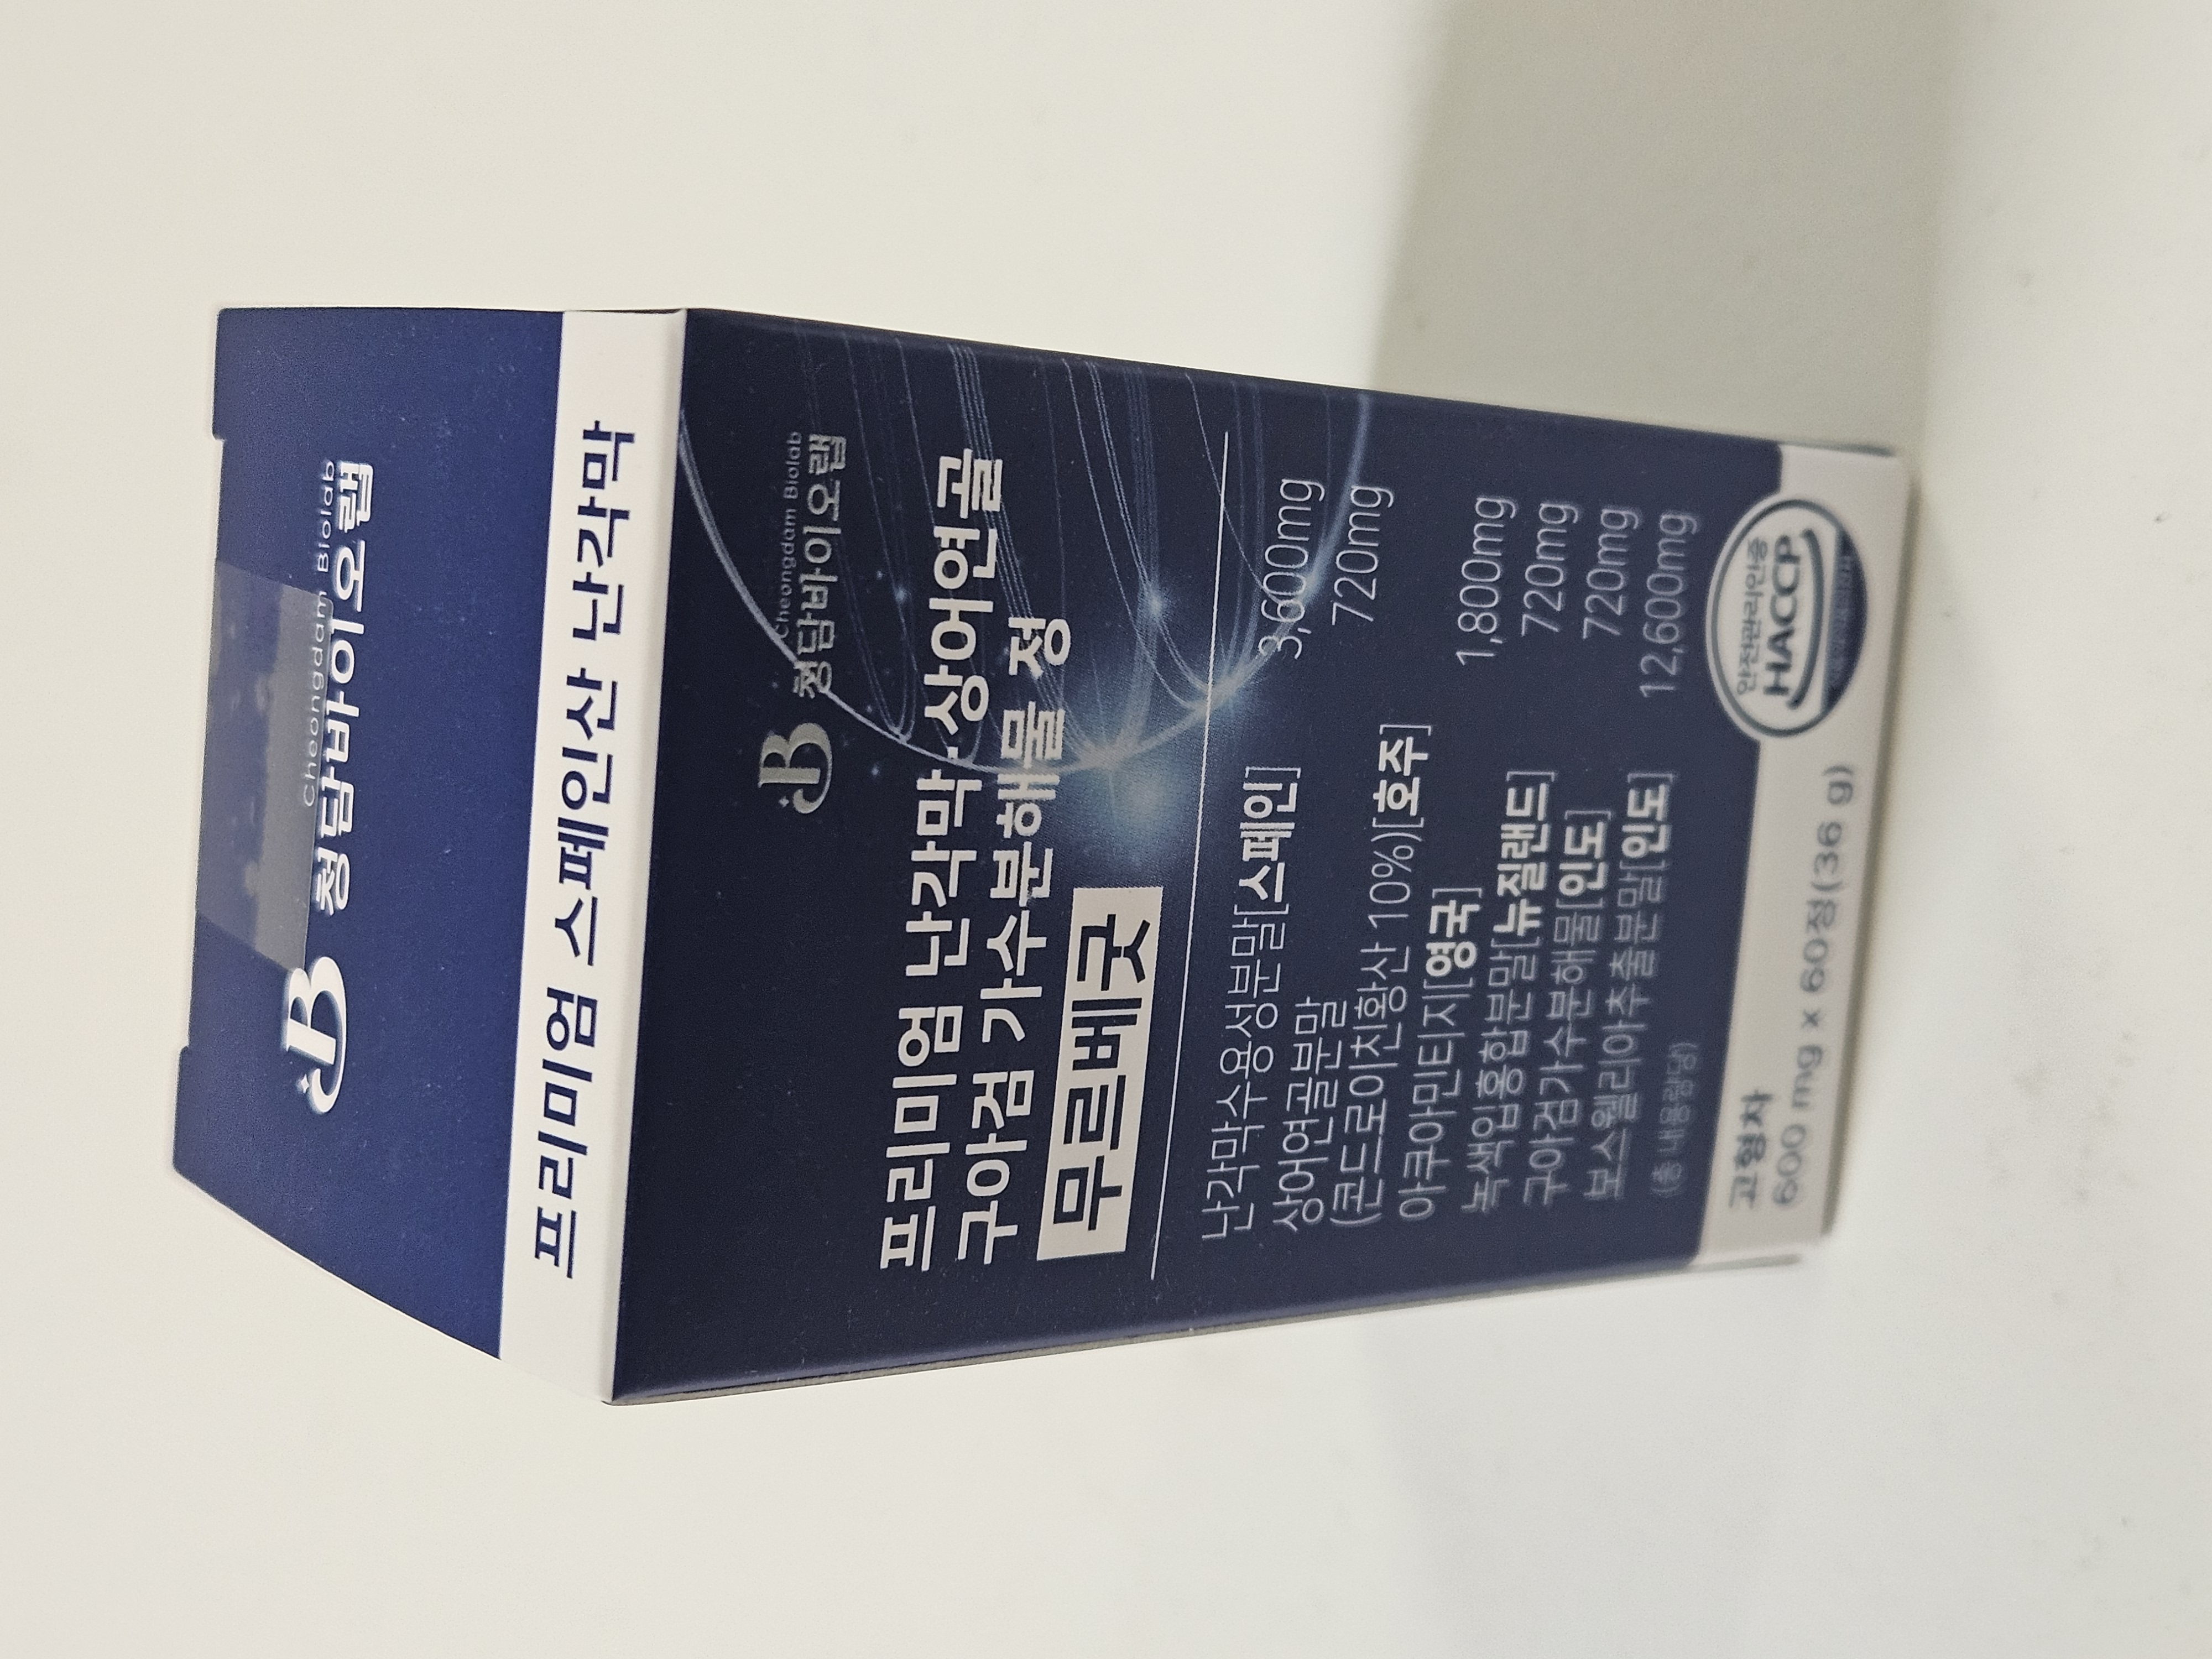 Cheongdam Biolab
B 청담바이오랩
프리미엄 스페인산 난각막
Cheongdam Biolab
B 청담바이오랩
프리미엄 난각막·상어연골
구아검 가수분해물 정
무르베굿
난각막수용성분말[스페인] 3,600mg
상어연골분말 720mg
(콘드로이친황산 10%)[호주]
아쿠아민티지[영국] 1,800mg
녹색입홍합분말[뉴질랜드] 720mg
구아검가수분해물[인도] 720mg
보스웰리아추출분말[인도] 12,600mg
(총 내용량당)
안전관리인증
HACCP
고형차
600 mg x 60정(36 g)